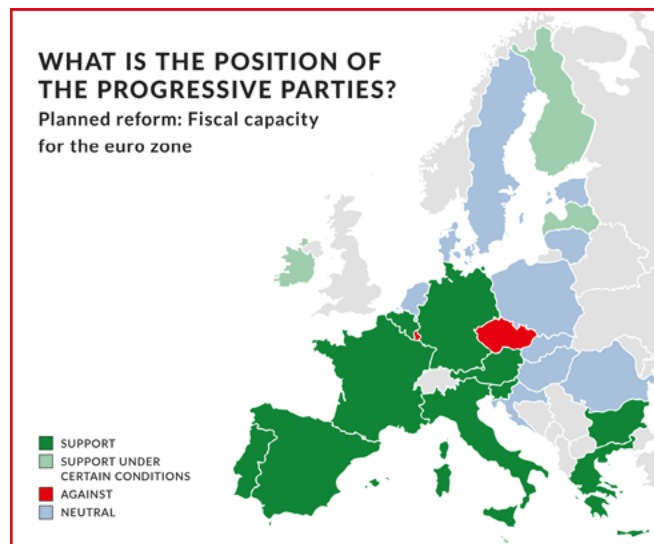 WHAT IS THE POSITION OF
THE PROGRESSIVE PARTIES?
Planned reform: Fiscal capacity
for the euro zone
SUPPORT
SUPPORT UNDER
CERTAIN CONDITIONS
AGAINST
NEUTRAL